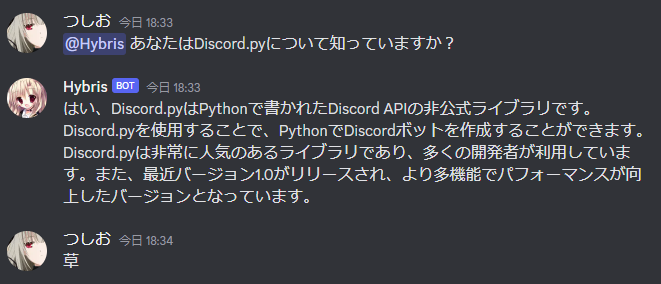 つしお 今日 18:33
@Hybris あなたはDiscord.pyについて知っていますか？
Hybris BOT 今日 18:33
はい、Discord.pyはPythonで書かれたDiscord APIの非公式ライブラリです。
Discord.pyを使用することで、PythonでDiscordボットを作成することができます。
Discord.pyは非常に人気のあるライブラリであり、多くの開発者が利用していま
す。また、最近バージョン1.0がリリースされ、より多機能でパフォーマンスが向
上したバージョンとなっています。
つしお 今日 18:34
草